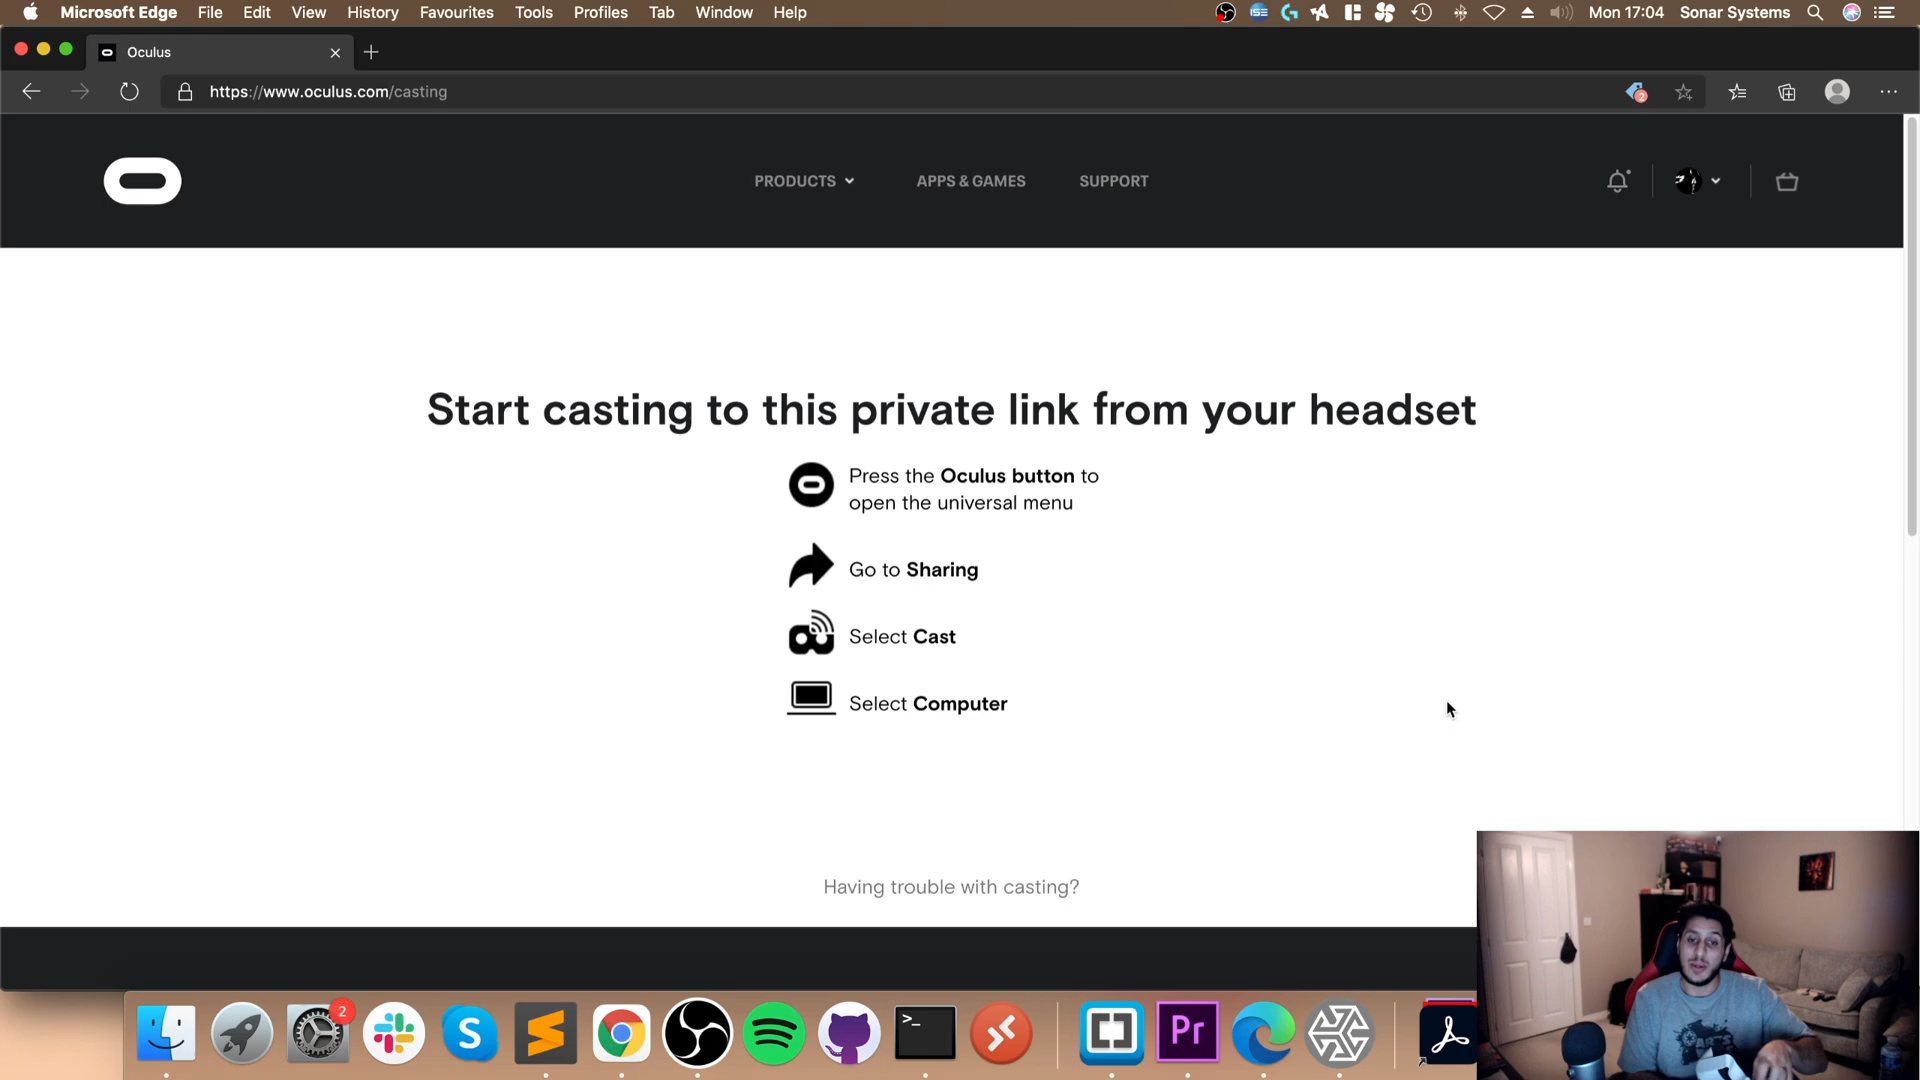 Microsoft Edge File Edit View History Favourites Tools Profiles Tab Window Help
ISE Mon 17:04 Sonar Systems
Oculus
https://www.oculus.com/casting
2
PRODUCTS APPS & GAMES SUPPORT
Start casting to this private link from your headset
Press the Oculus button to
open the universal menu
Go to Sharing
Select Cast
Select Computer
Having trouble with casting?
2
S
>_
Pr